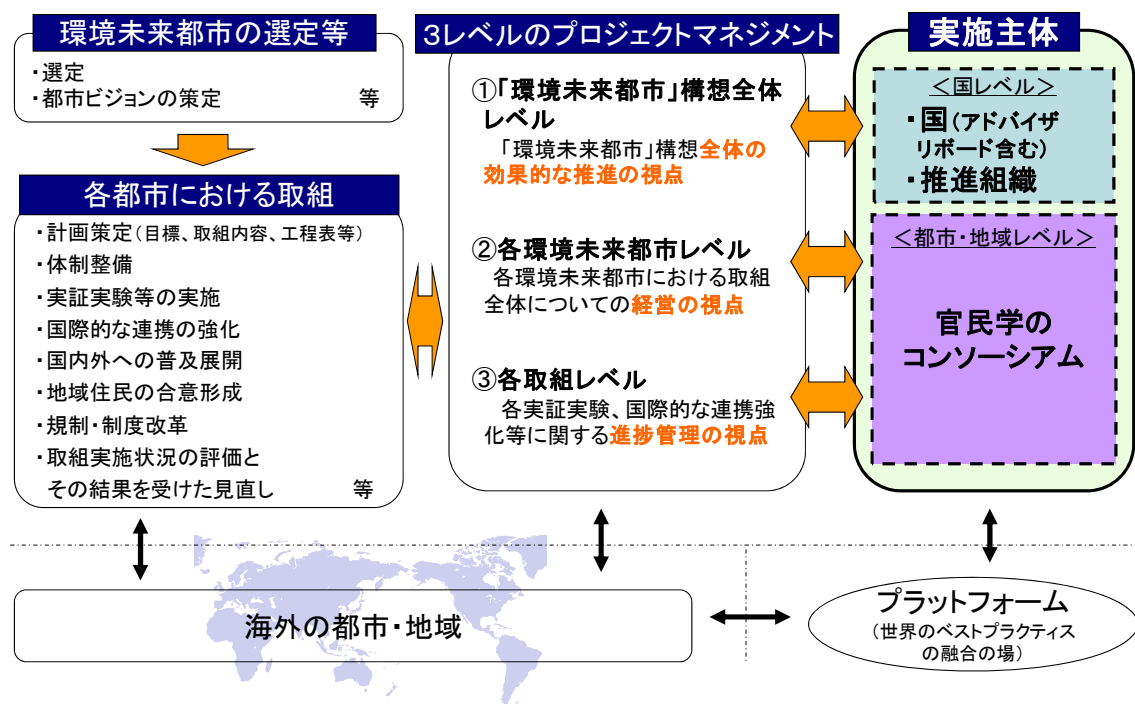 環境未来都市の選定等
・選定
・都市ビジョンの策定　　　　　等
各都市における取組
・計画策定(目標、取組内容、工程表等)
・体制整備
・実証実験等の実施
・国際的な連携の強化
・国内外への普及展開
・地域住民の合意形成
・規制・制度改革
・取組実施状況の評価と
その結果を受けた見直し　　　　等
3レベルのプロジェクトマネジメント
①「環境未来都市」構想全体
レベル
「環境未来都市」構想全体の
効果的な推進の視点
②各環境未来都市レベル
各環境未来都市における取組
全体についての経営の視点
③各取組レベル
各実証実験、国際的な連携強
化等に関する進捗管理の視点
実施主体
＜国レベル＞
・国(アドバイザ
リボード含む)
・推進組織
＜都市・地域レベル＞
官民学の
コンソーシアム
海外の都市・地域
プラットフォーム
(世界のベストプラクティス
の融合の場)